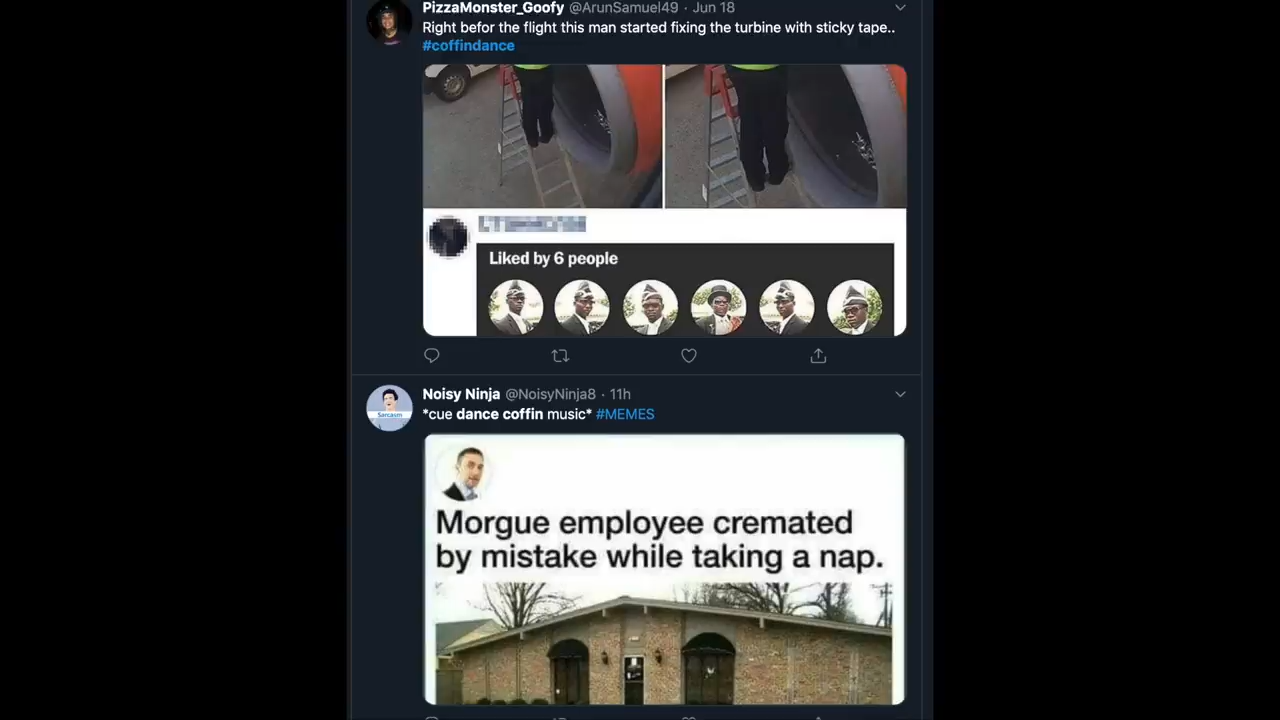 PizzaMonster_Goofy @ArunSamuel49 · Jun 18
Right befor the flight this man started fixing the turbine with sticky tape..
#coffindance
Liked by 6 people
Noisy Ninja @NoisyNinja8 · 11h
Sarcasm
*cue dance coffin music* #MEMES
Morgue employee cremated
by mistake while taking a nap.